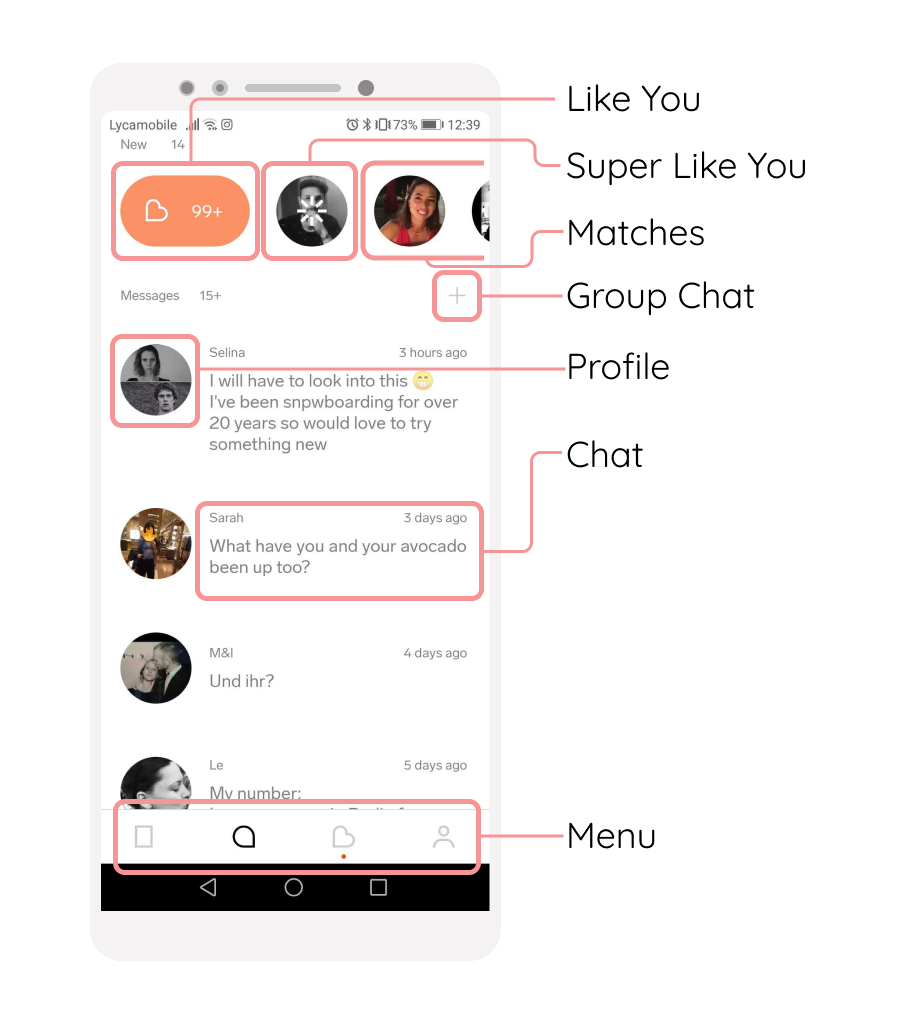 Like You
Lycamobile 73% 12:39
New 14
Super Like You
99+
Matches
Messages 15+
Group Chat
Selina 3 hours ago
Profile
I will have to look into this 😁
I've been snpwboarding for over
20 years so would love to try
something new
Chat
Sarah 3 days ago
What have you and your avocado
been up too?
M&I 4 days ago
Und ihr?
Le 5 days ago
My number:
Menu